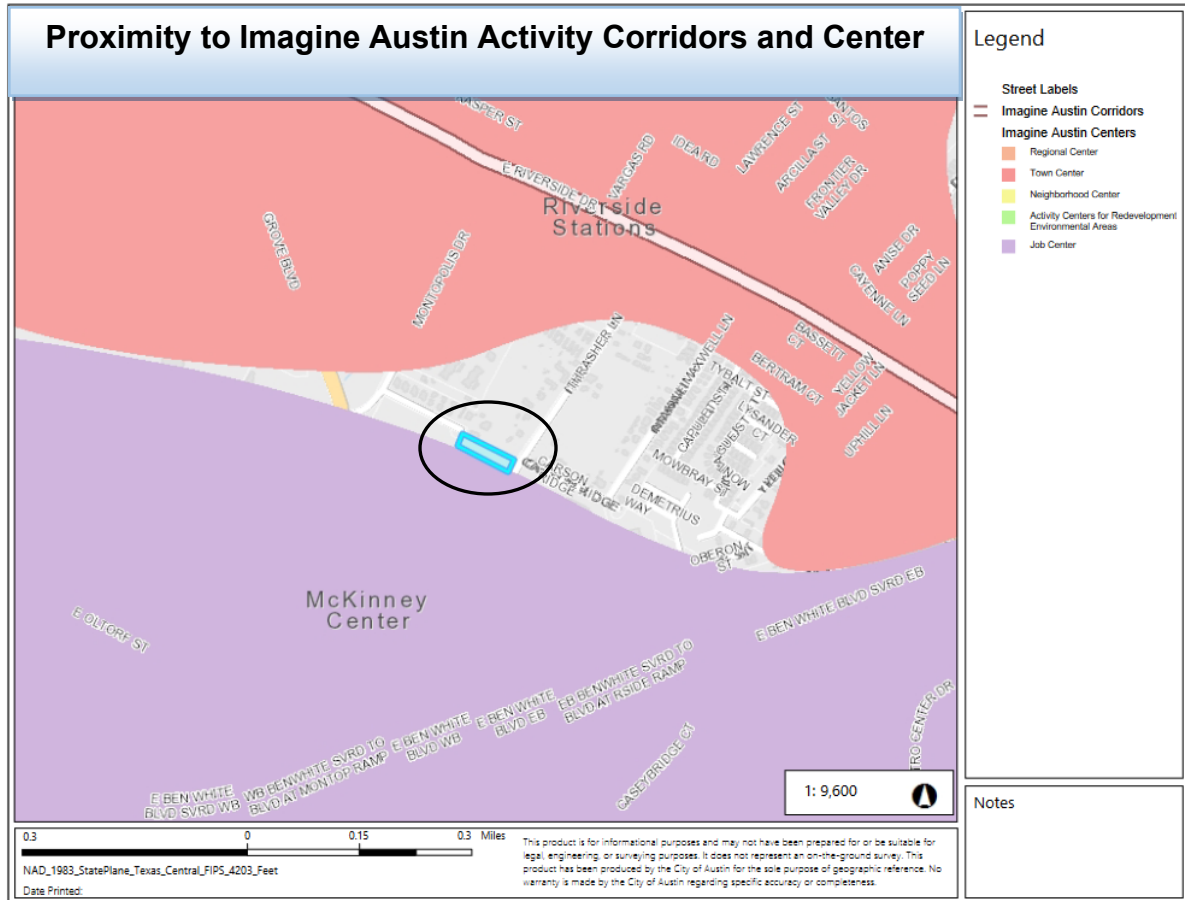 Proximity to Imagine Austin Activity Corridors and Center
Legend
Street Labels
Imagine Austin Corridors
Imagine Austin Centers
Regional Center
Town Center
Neighborhood Center
Activity Centers for Redevelopment
Environmental Areas
Job Center
E RIVERSIDE DR
VARGAS RD
IDEA RD
LAWRENCE ST
ARCILLA ST
FRONTIER
VALLEY DR
Riverside
Stations
GROVE BLVD
MONTOPOLIS DR
ANISE DR
POPPY
SEED LN
CAYENNE LN
BASSETT
CT
BERTRAM CT
YELLOW
JACKET LN
UPHILL LN
THRASHER LN
MAXWELL LN
TYBALT ST
LYSANDER
CT
MOWBRAY ST
CARSON
RIDGE
WAY
DEMETRIUS
OBERON
ST
McKinney
Center
E OLTORF ST
E BEN WHITE BLVD SVRD EB
EB BENWHITE SVRD TO
BLVD AT RSIDE RAMP
E BEN WHITE
BLVD EB
E BEN WHITE
BLVD WB
WB BENWHITE SVRD TO
BLVD AT MONTOP RAMP
E BEN WHITE
BLVD SVRD WB
CASEYBRIDGE CT
TRO CENTER DR
1: 9,600
Notes
0.3 0 0.15 0.3 Miles
NAD_1983_StatePlane_Texas_Central_FIPS_4203_Feet
Date Printed:
This product is for informational purposes and may not have been prepared for or be suitable for
legal, engineering, or surveying purposes. It does not represent an on-the-ground survey. This
product has been produced by the City of Austin for the sole purpose of geographic reference. No
warranty is made by the City of Austin regarding specific accuracy or completeness.